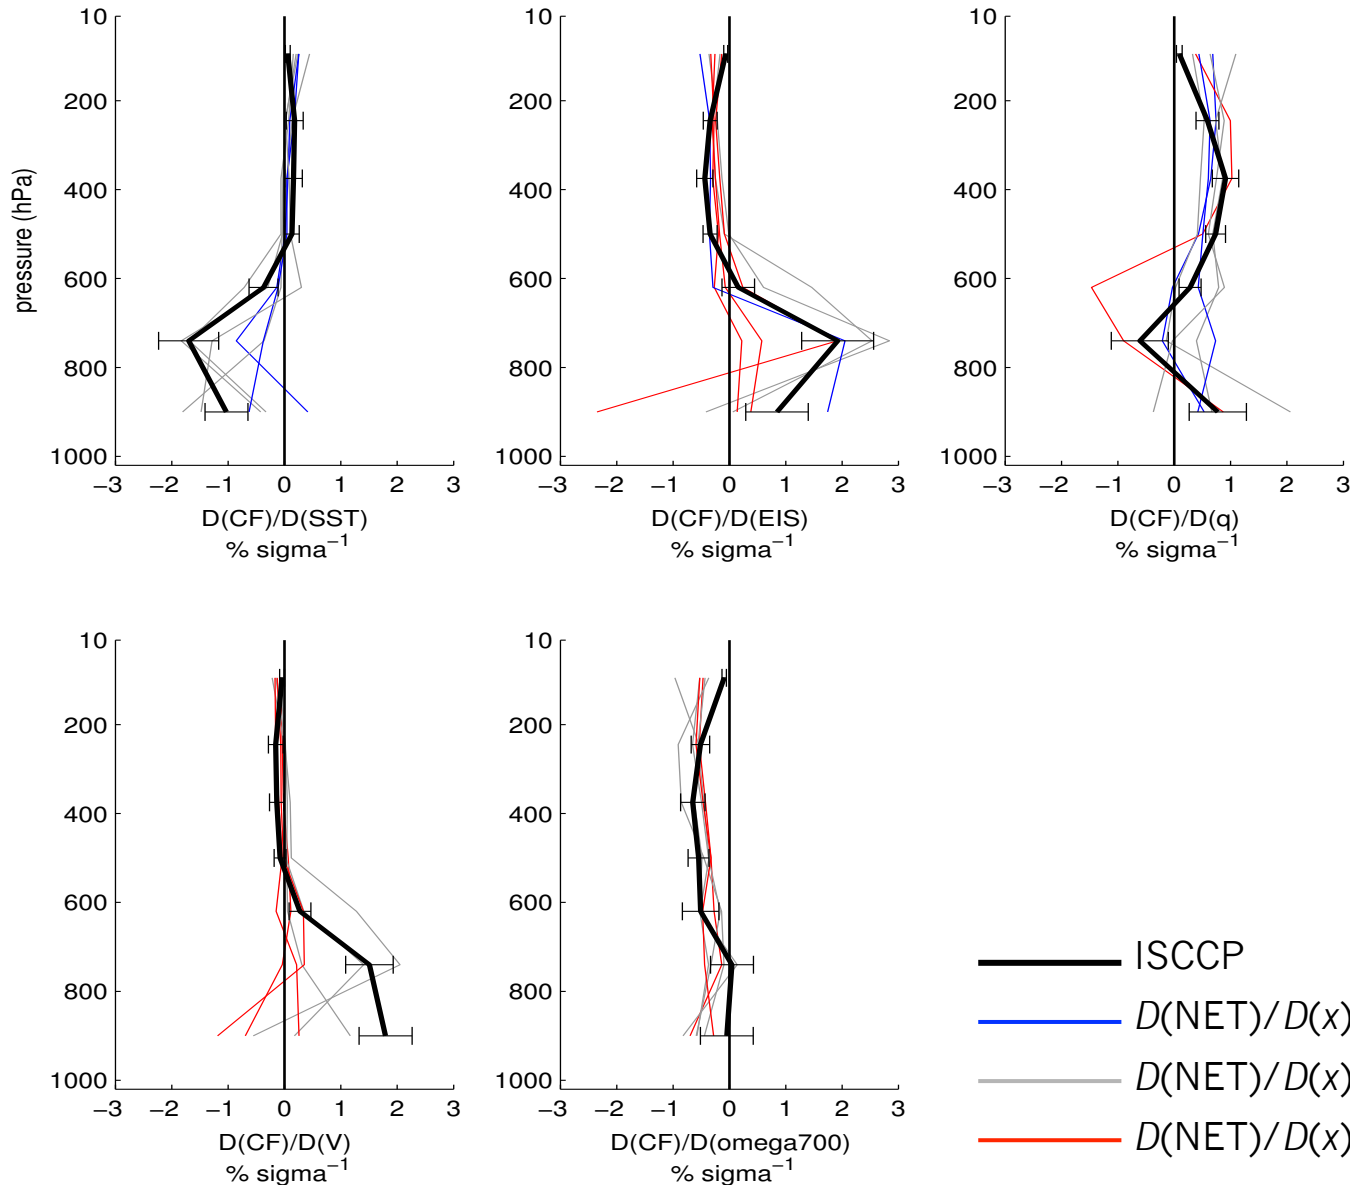 pressure (hPa)
10
200
400
600
800
1000
−3 −2 −1 0 1 2 3
D(CF)/D(SST)
% sigma−1
10
200
400
600
800
1000
−3 −2 −1 0 1 2 3
D(CF)/D(EIS)
% sigma−1
10
200
400
600
800
1000
−3 −2 −1 0 1 2 3
D(CF)/D(q)
% sigma−1
10
200
400
600
800
1000
−3 −2 −1 0 1 2 3
D(CF)/D(V)
% sigma−1
10
200
400
600
800
1000
−3 −2 −1 0 1 2 3
D(CF)/D(omega700)
% sigma−1
ISCCP
D(NET)/D(x)
D(NET)/D(x)
D(NET)/D(x)